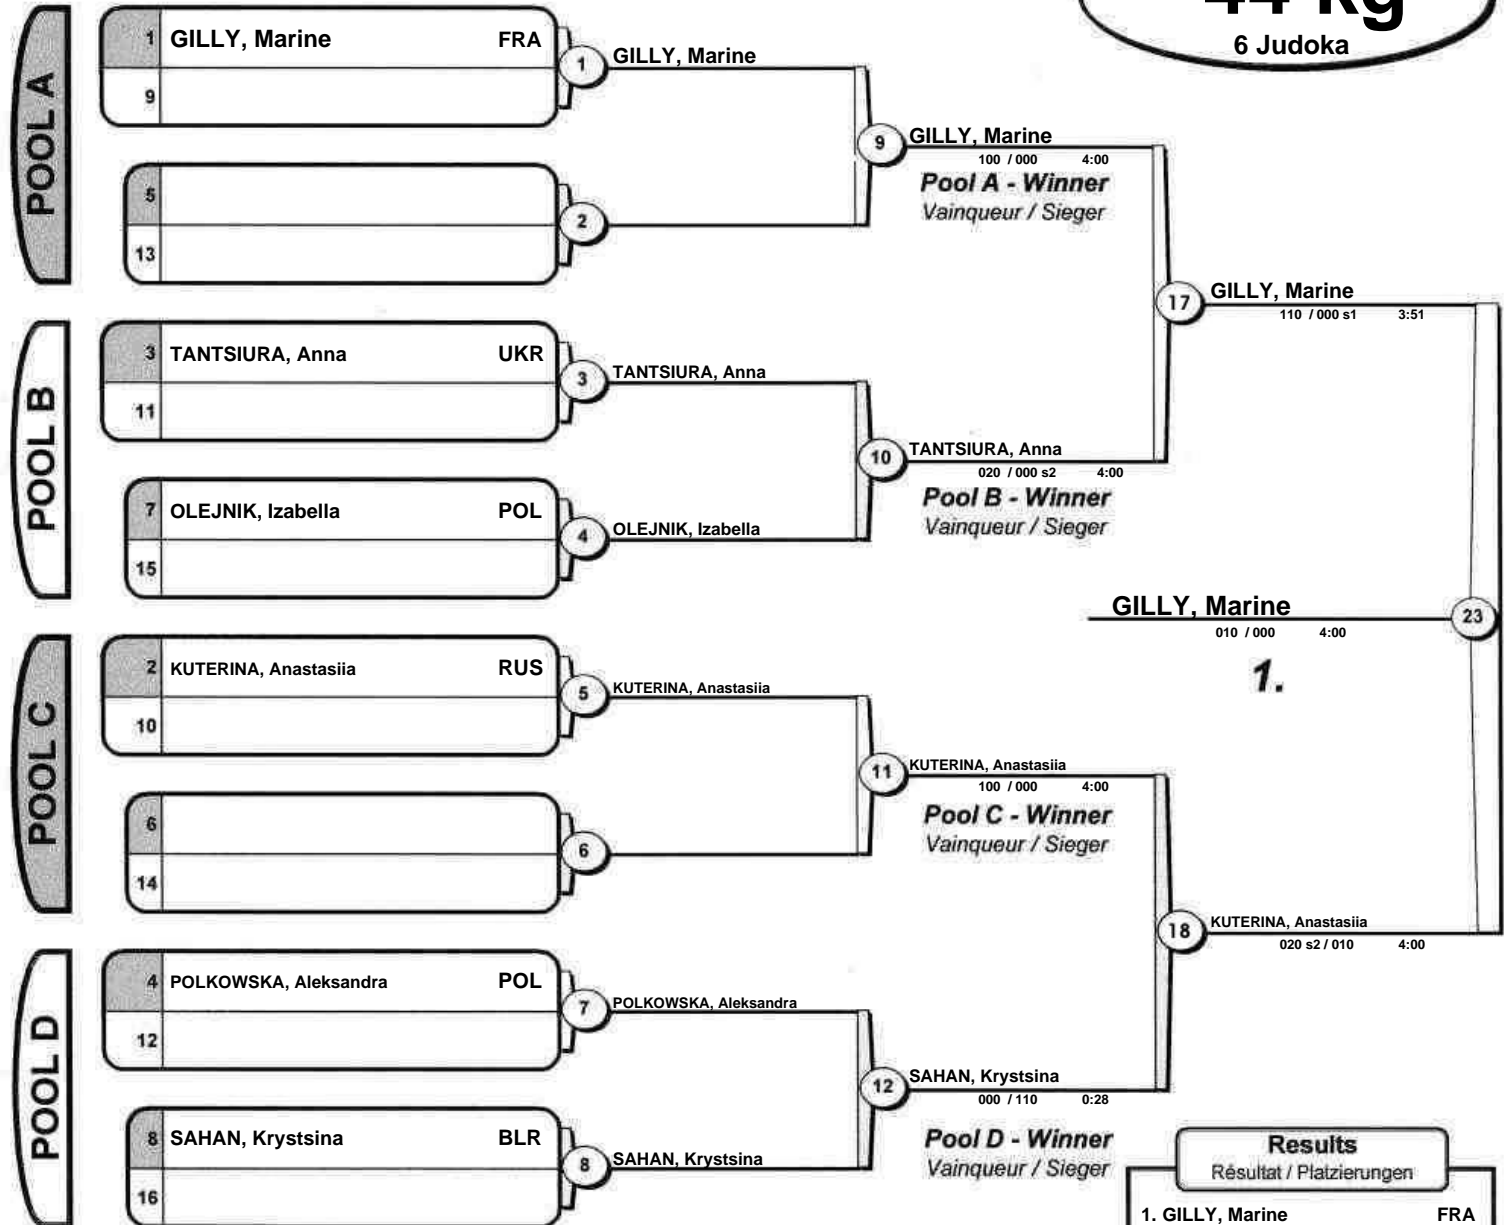 44 kg
6 Judoka
POOL A
1 GILLY, Marine FRA
9
1 GILLY, Marine
5
13
2
9 GILLY, Marine
100 / 000 4:00
Pool A - Winner
Vainqueur / Sieger
POOL B
3 TANTSIURA, Anna UKR
11
3 TANTSIURA, Anna
7 OLEJNIK, Izabella POL
15
4 OLEJNIK, Izabella
10 TANTSIURA, Anna
020 / 000 s2 4:00
Pool B - Winner
Vainqueur / Sieger
17 GILLY, Marine
110 / 000 s1 3:51
GILLY, Marine 23
010 / 000 4:00
1.
POOL C
2 KUTERINA, Anastasiia RUS
10
5 KUTERINA, Anastasiia
6
14
6
11 KUTERINA, Anastasiia
100 / 000 4:00
Pool C - Winner
Vainqueur / Sieger
18 KUTERINA, Anastasiia
020 s2 / 010 4:00
POOL D
4 POLKOWSKA, Aleksandra POL
12
7 POLKOWSKA, Aleksandra
8 SAHAN, Krystsina BLR
16
8 SAHAN, Krystsina
12 SAHAN, Krystsina
000 / 110 0:28
Pool D - Winner
Vainqueur / Sieger
Results
Résultat / Platzierungen
1. GILLY, Marine FRA